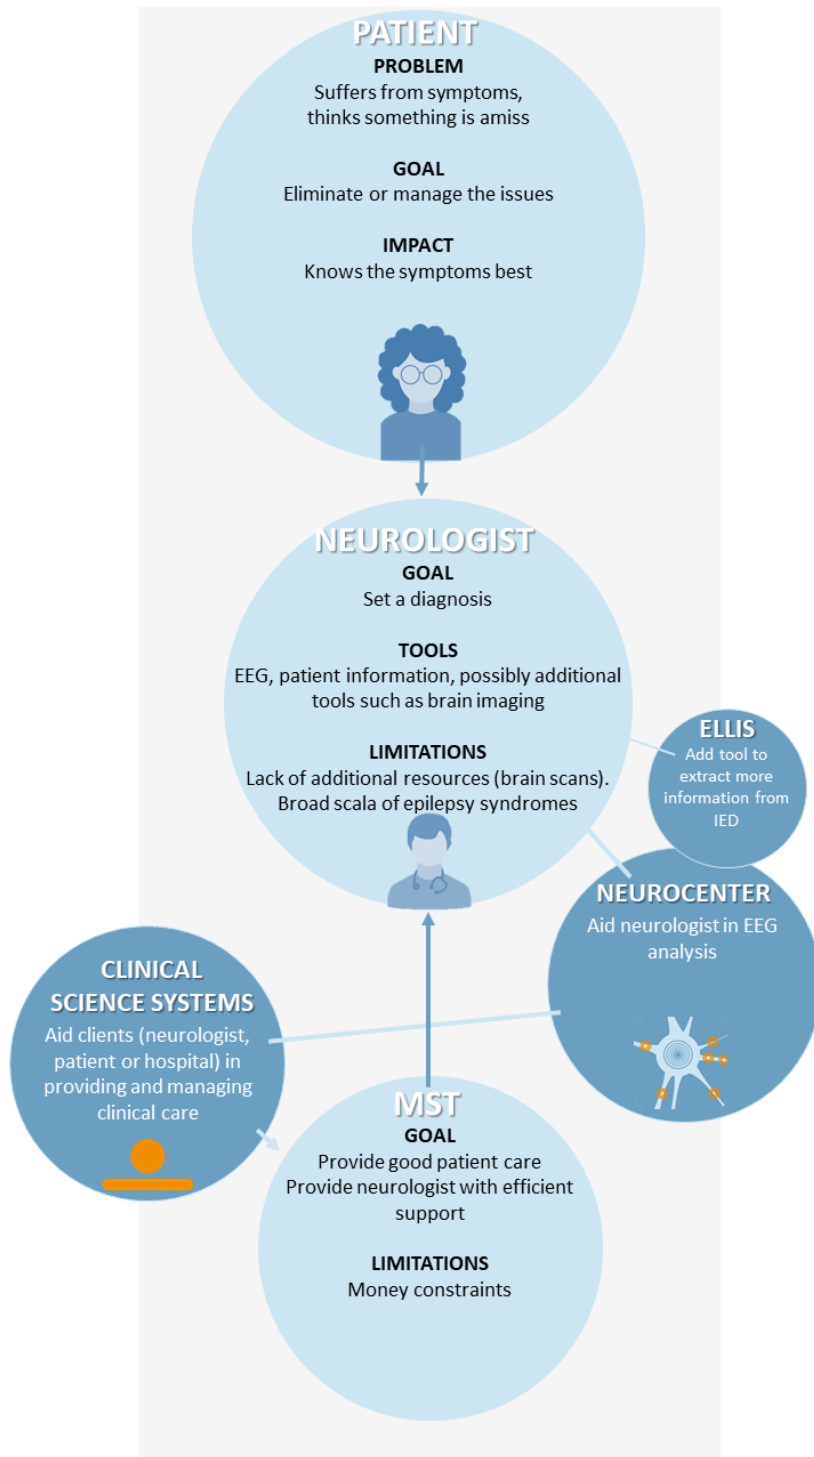 PATIENT
PROBLEM
Suffers from symptoms,
thinks something is amiss
GOAL
Eliminate or manage the issues
IMPACT
Knows the symptoms best
NEUROLOGIST
GOAL
Set a diagnosis
TOOLS
EEG, patient information, possibly additional
tools such as brain imaging
LIMITATIONS
Lack of additional resources (brain scans).
Broad scala of epilepsy syndromes
ELLIS
Add tool to
extract more
information from
IED
NEUROCENTER
Aid neurologist in EEG
analysis
CLINICAL
SCIENCE SYSTEMS
Aid clients (neurologist,
patient or hospital) in
providing and managing
clinical care
MST
GOAL
Provide good patient care
Provide neurologist with efficient
support
LIMITATIONS
Money constraints